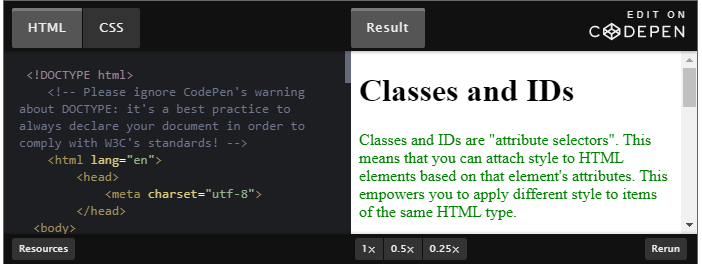 HTML CSS Result EDIT ON
CODEPEN
<!DOCTYPE html>
<!-- Please ignore CodePen's warning
about DOCTYPE: it's a best practice to
always declare your document in order to
comply with W3C's standards! -->
<html lang="en">
<head>
<meta charset="utf-8">
</head>
<body>
Classes and IDs
Classes and IDs are "attribute selectors". This
means that you can attach style to HTML
elements based on that element's attributes. This
empowers you to apply different style to items
of the same HTML type.
Resources 1× 0.5× 0.25× Rerun